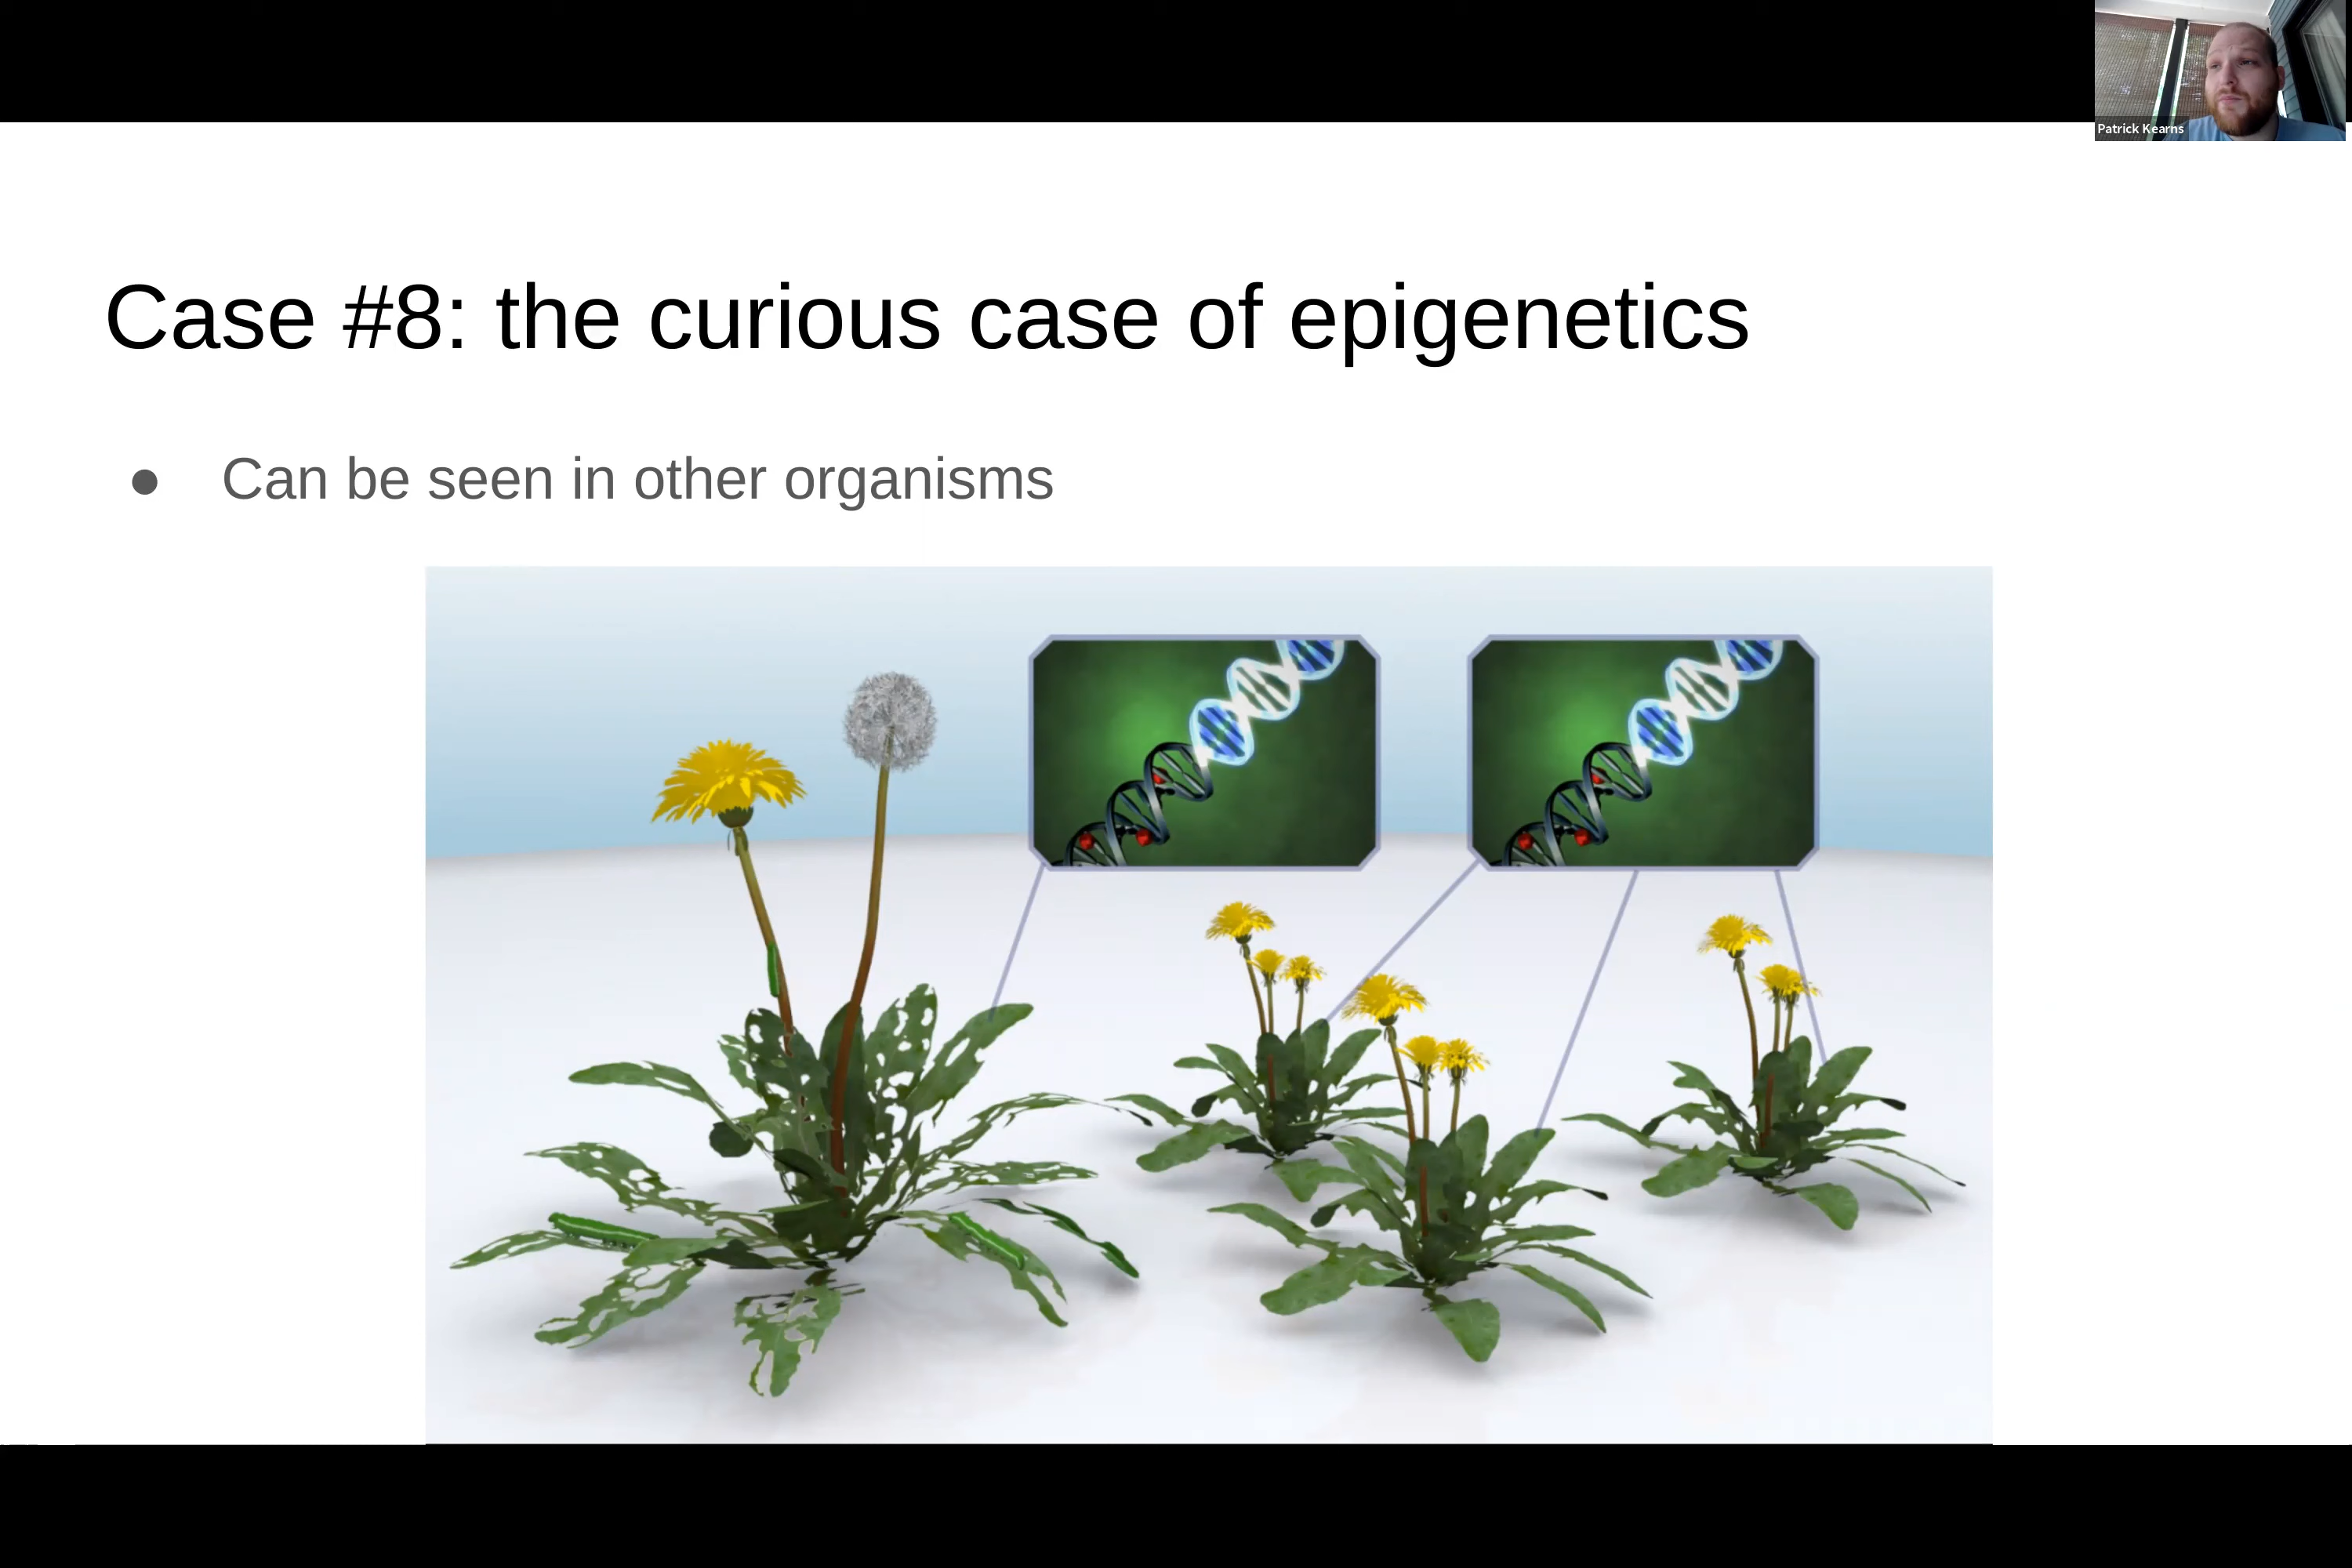 Patrick Kearns
Case #8: the curious case of epigenetics
● Can be seen in other organisms